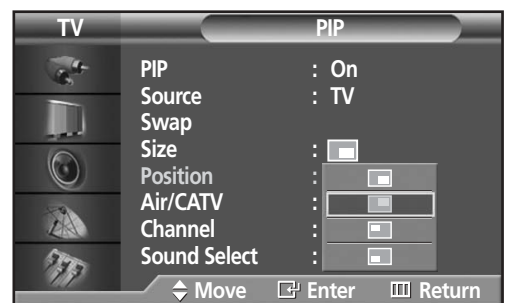 TV PIP
PIP : On
Source : TV
Swap
Size :
Position :
Air/CATV :
Channel :
Sound Select :
Move Enter Return